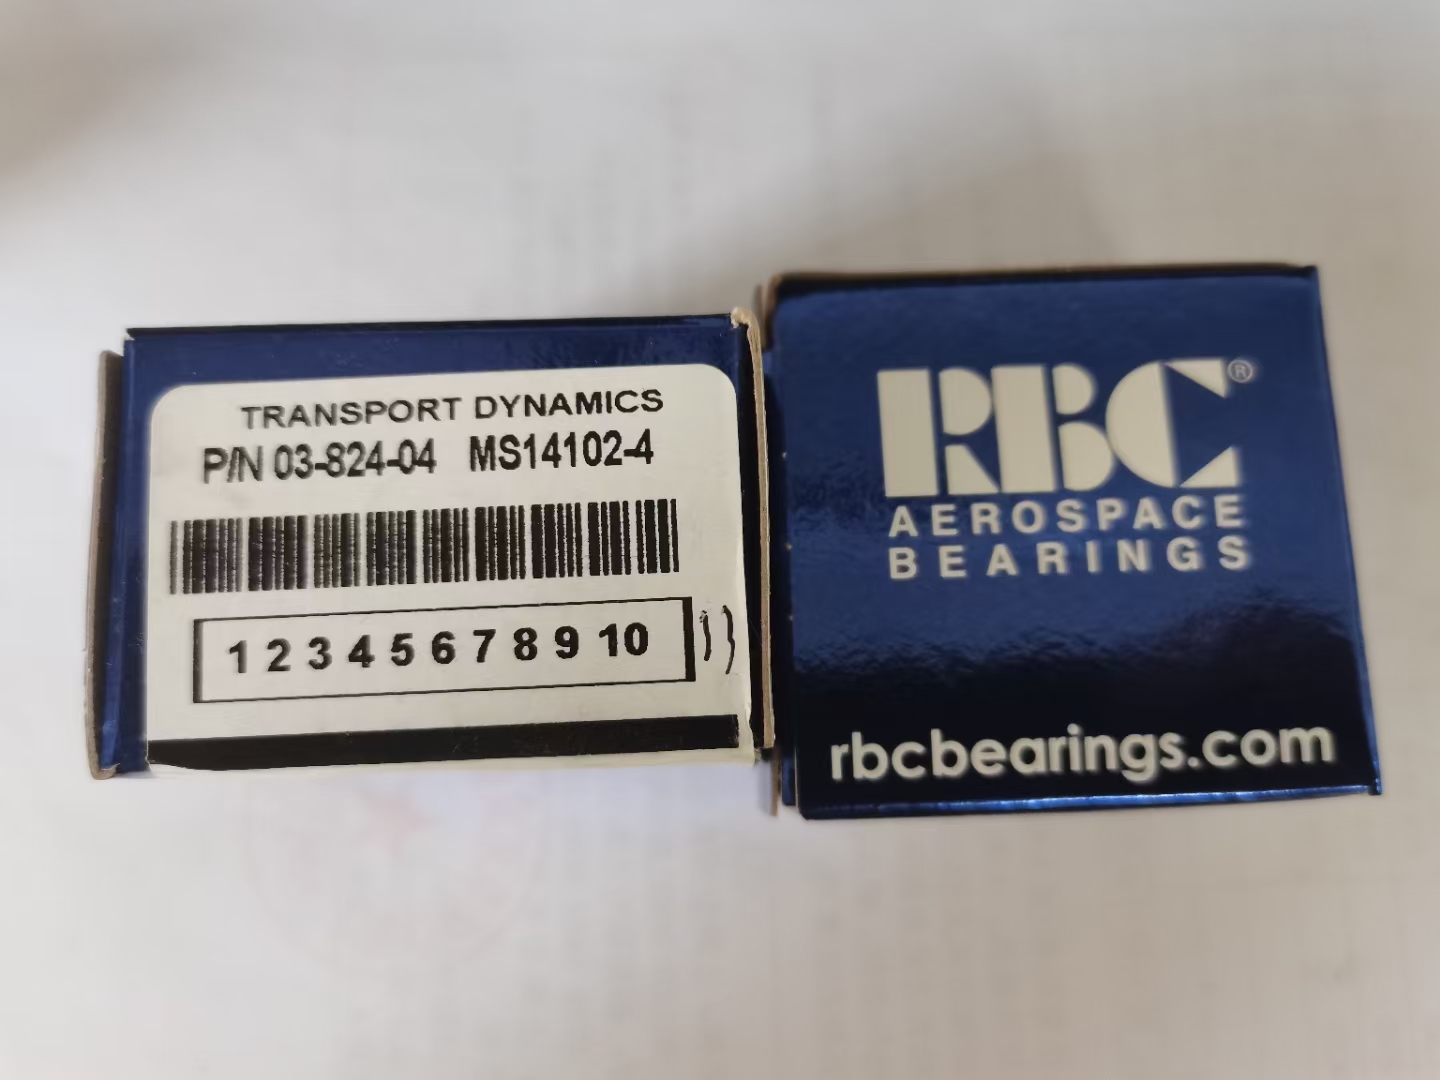 TRANSPORT DYNAMICS
P/N 03-824-04 MS14102-4
1 2 3 4 5 6 7 8 9 10
RBC®
AEROSPACE
BEARINGS
rbcbearings.com